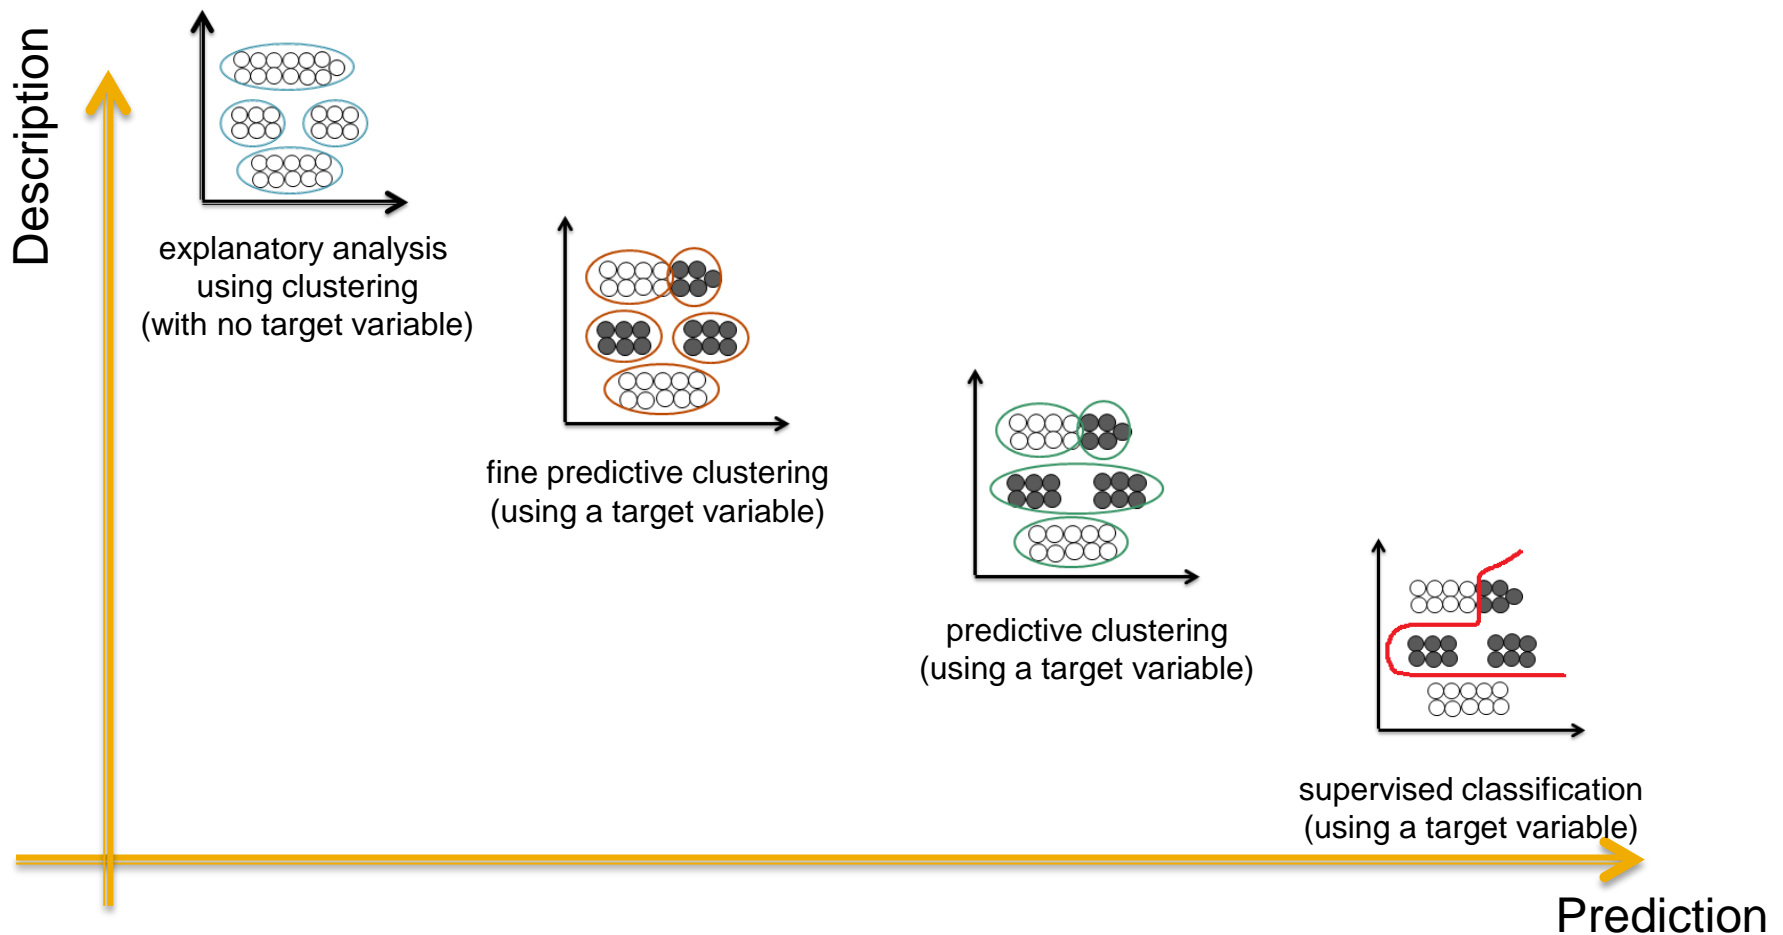 Description
explanatory analysis
using clustering
(with no target variable)
fine predictive clustering
(using a target variable)
predictive clustering
(using a target variable)
supervised classification
(using a target variable)
Prediction